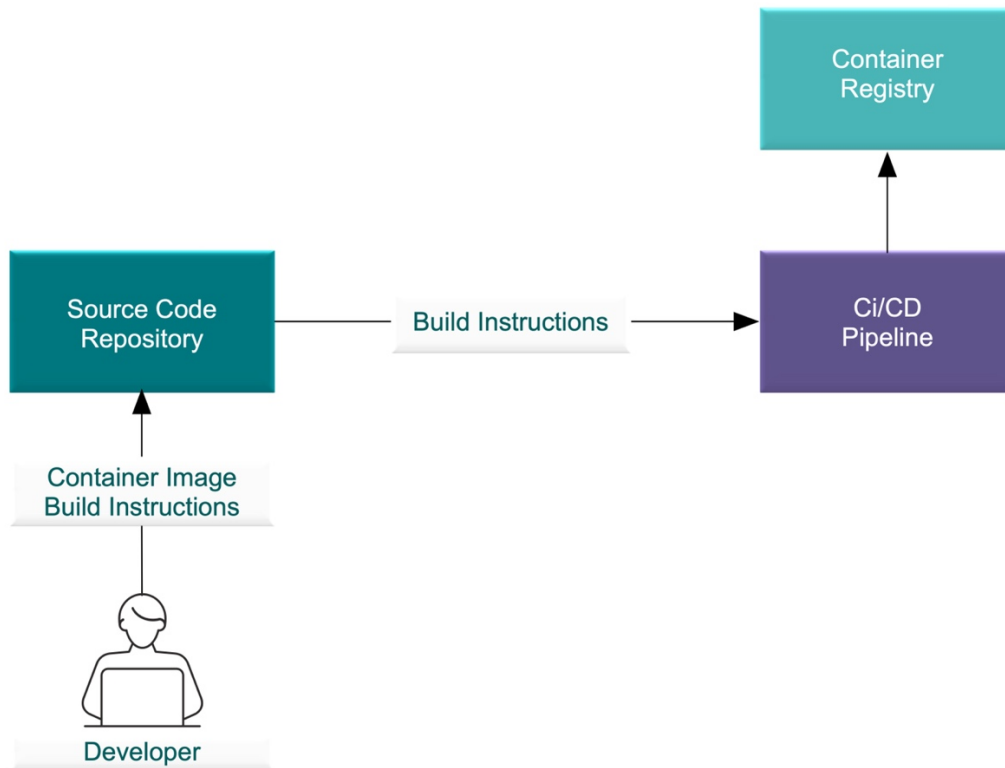 Container
Registry
Source Code
Repository
Build Instructions
Ci/CD
Pipeline
Container Image
Build Instructions
Developer